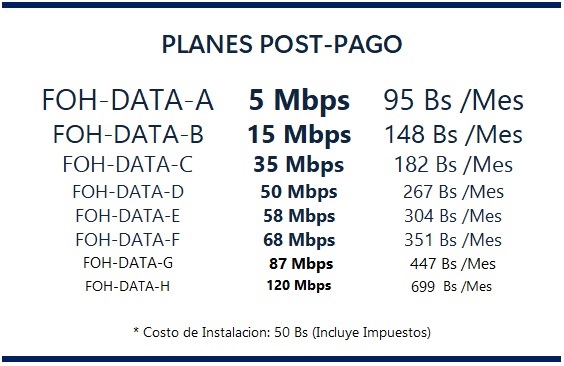 PLANES POST-PAGO
FOH-DATA-A 5 Mbps 95 Bs /Mes
FOH-DATA-B 15 Mbps 148 Bs /Mes
FOH-DATA-C 35 Mbps 182 Bs /Mes
FOH-DATA-D 50 Mbps 267 Bs /Mes
FOH-DATA-E 58 Mbps 304 Bs /Mes
FOH-DATA-F 68 Mbps 351 Bs /Mes
FOH-DATA-G 87 Mbps 447 Bs /Mes
FOH-DATA-H 120 Mbps 699 Bs /Mes
* Costo de Instalacion: 50 Bs (Incluye Impuestos)